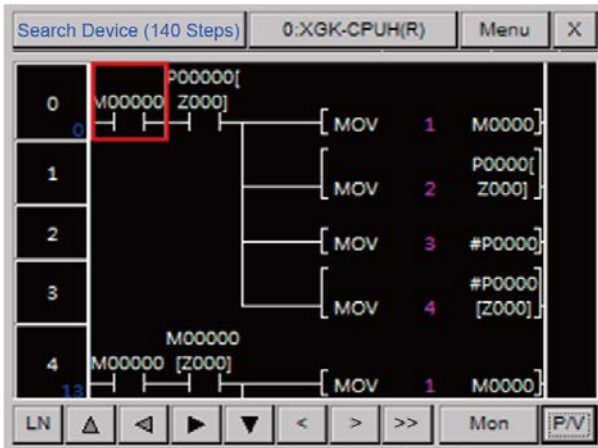 Search Device (140 Steps) 0:XGK-CPUH(R) Menu X
P00000[
0 M00000 Z000]
0 MOV 1 M0000
1 P0000[
MOV 2 Z000]
2 MOV 3 #P0000
#P0000
3 MOV 4 [Z000]
M00000
4 M00000 [Z000]
13 MOV 1 M0000
LN < > >> Mon P/V